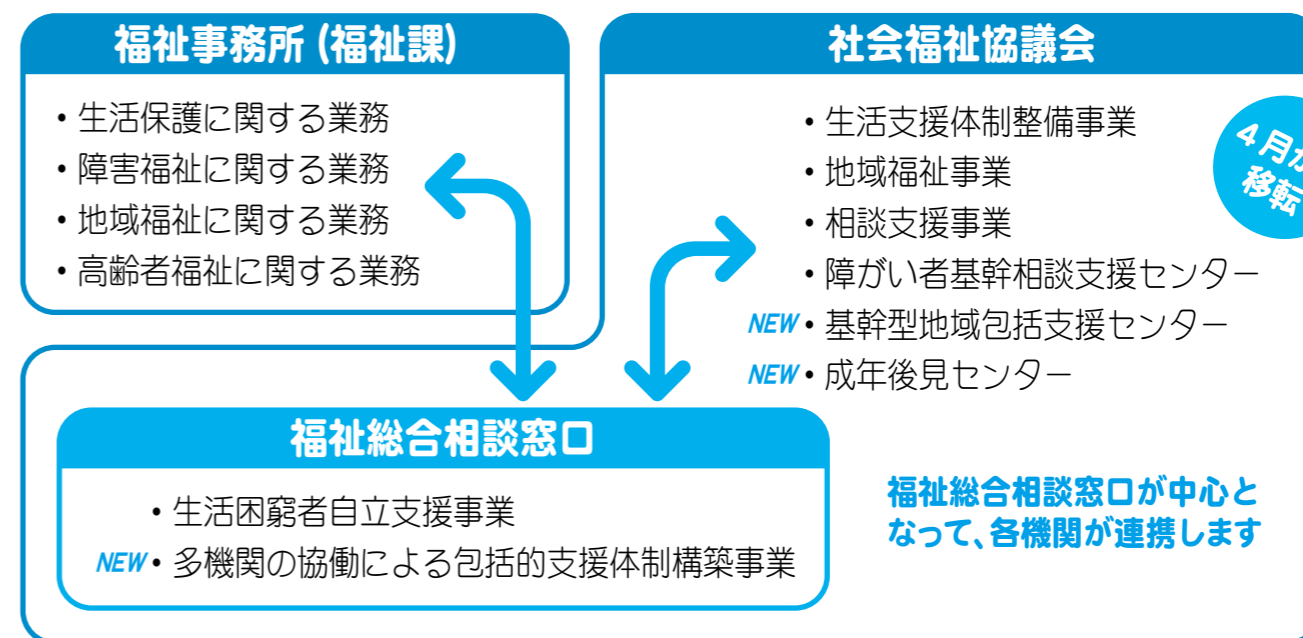 福祉事務所(福祉課)
・生活保護に関する業務
・障害福祉に関する業務
・地域福祉に関する業務
・高齢者福祉に関する業務
社会福祉協議会
・生活支援体制整備事業
・地域福祉事業
・相談支援事業
・障がい者基幹相談支援センター
NEW・基幹型地域包括支援センター
NEW・成年後見センター
4月か
移転
福祉総合相談窓口
・生活困窮者自立支援事業
NEW・多機関の協働による包括的支援体制構築事業
福祉総合相談窓口が中心と
なって、各機関が連携します